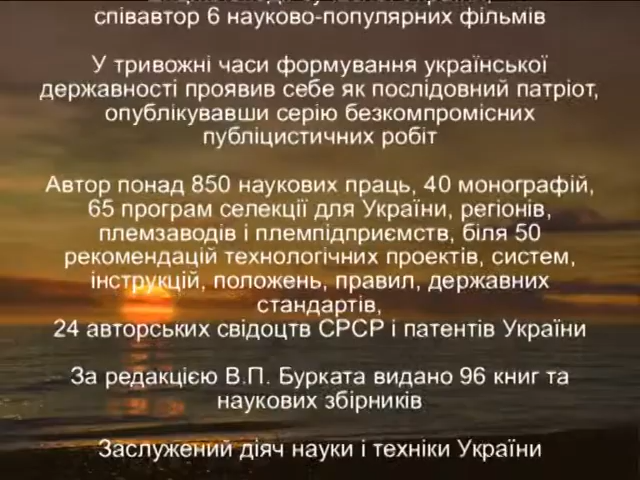 співавтор 6 науково-популярних фільмів
У тривожні часи формування української
державності проявив себе як послідовний патріот,
опублікувавши серію безкомпромісних
публіцистичних робіт
Автор понад 850 наукових праць, 40 монографій,
65 програм селекції для України, регіонів,
племзаводів і племпідприємств, біля 50
рекомендацій технологічних проектів, систем,
інструкцій, положень, правил, державних
стандартів,
24 авторських свідоцтв СРСР і патентів України
За редакцією В.П. Бурката видано 96 книг та
наукових збірників
Заслужений діяч науки і техніки України